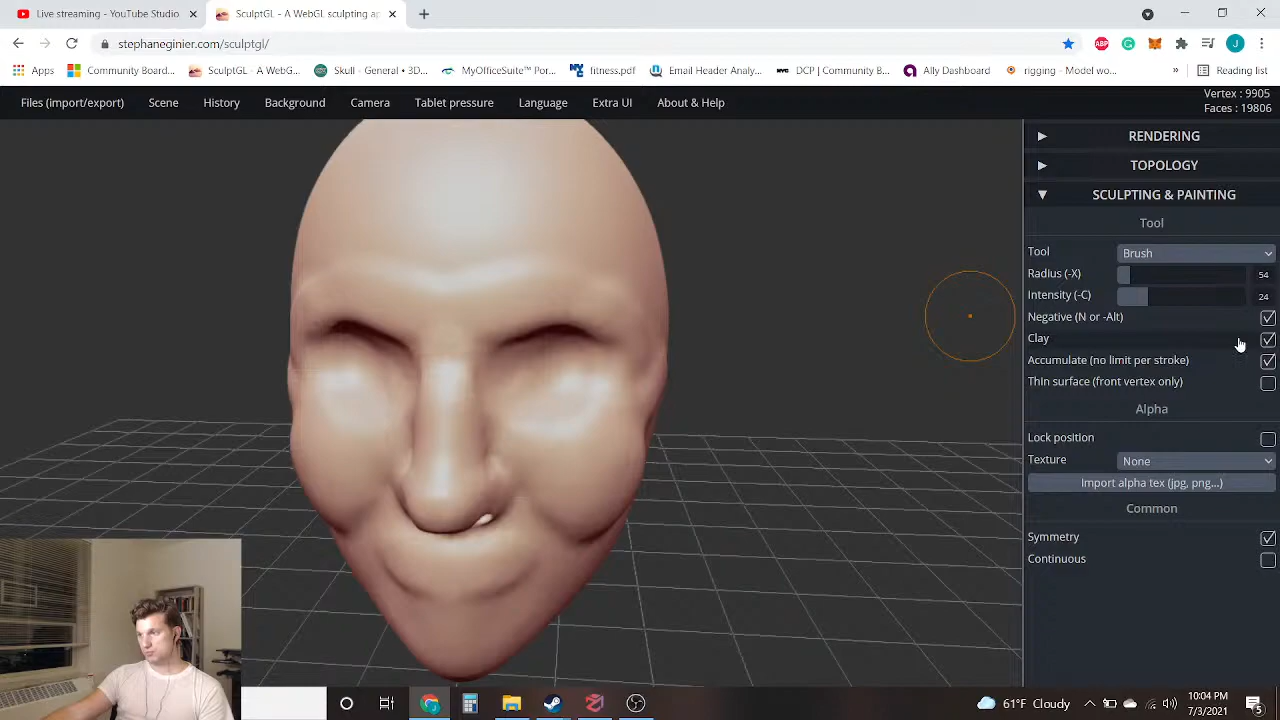 Live streaming - YouTube Studio
SculptGL - A WebGL sculpting ap
stephaneginier.com/sculptgl/
Apps
Community Board...
SculptGL - A WebG...
Skull - General • 3D...
MyOfficeSuite™ Por...
fitness.pdf
Email Header Analy...
DCP | Community B...
Ally Dashboard
rigging - Model wo...
»
Reading list
Files (import/export)
Scene
History
Background
Camera
Tablet pressure
Language
Extra UI
About & Help
Vertex : 9905
Faces : 19806
RENDERING
TOPOLOGY
SCULPTING & PAINTING
Tool
Tool Brush
Radius (-X) 54
Intensity (-C) 24
Negative (N or -Alt)
Clay
Accumulate (no limit per stroke)
Thin surface (front vertex only)
Alpha
Lock position
Texture None
Import alpha tex (jpg, png...)
Common
Symmetry
Continuous
61°F Cloudy
10:04 PM
7/3/2021